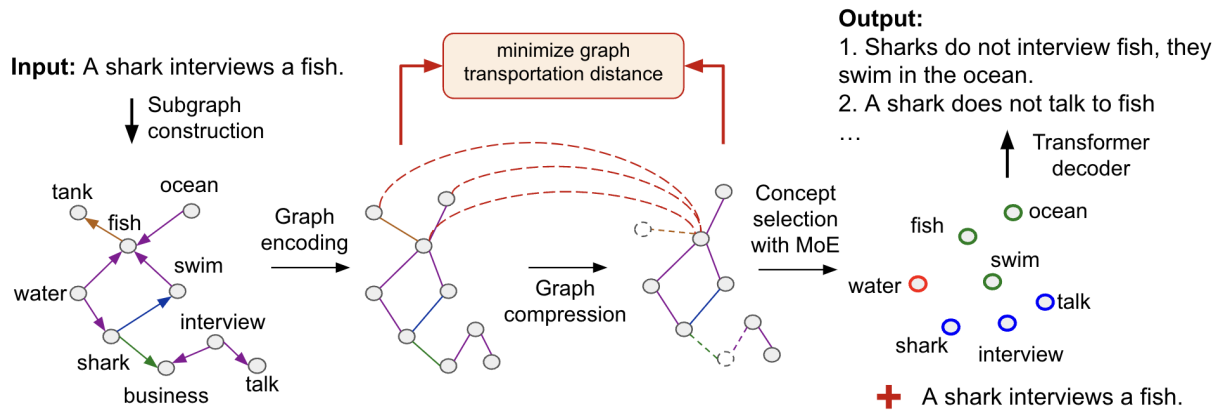 Input: A shark interviews a fish.
Subgraph
construction
tank
ocean
fish
swim
water
interview
shark
business
talk
Graph
encoding
minimize graph
transportation distance
Graph
compression
Concept
selection
with MoE
Output:
1. Sharks do not interview fish, they
swim in the ocean.
2. A shark does not talk to fish
…
Transformer
decoder
ocean
fish
swim
water
talk
shark
interview
+ A shark interviews a fish.